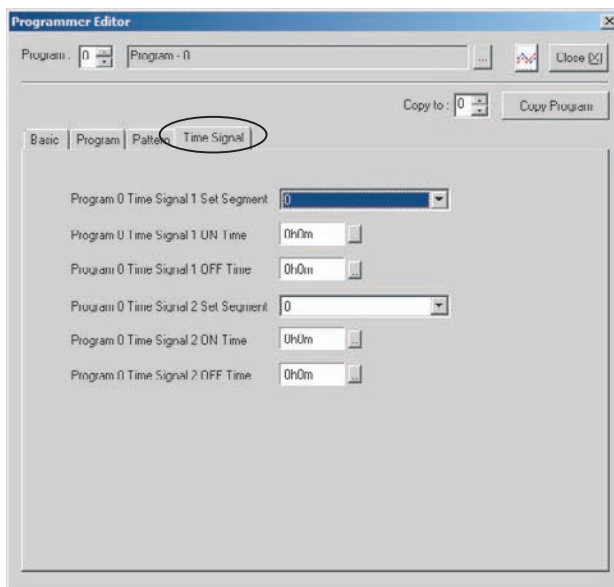 Programmer Editor
Program : 0 Program - 0 ... Close [X]
Copy to : 0 Copy Program
Basic Program Pattern Time Signal
Program 0 Time Signal 1 Set Segment 0
Program 0 Time Signal 1 ON Time 0h0m ...
Program 0 Time Signal 1 OFF Time 0h0m ...
Program 0 Time Signal 2 Set Segment 0
Program 0 Time Signal 2 ON Time 0h0m ...
Program 0 Time Signal 2 OFF Time 0h0m ...